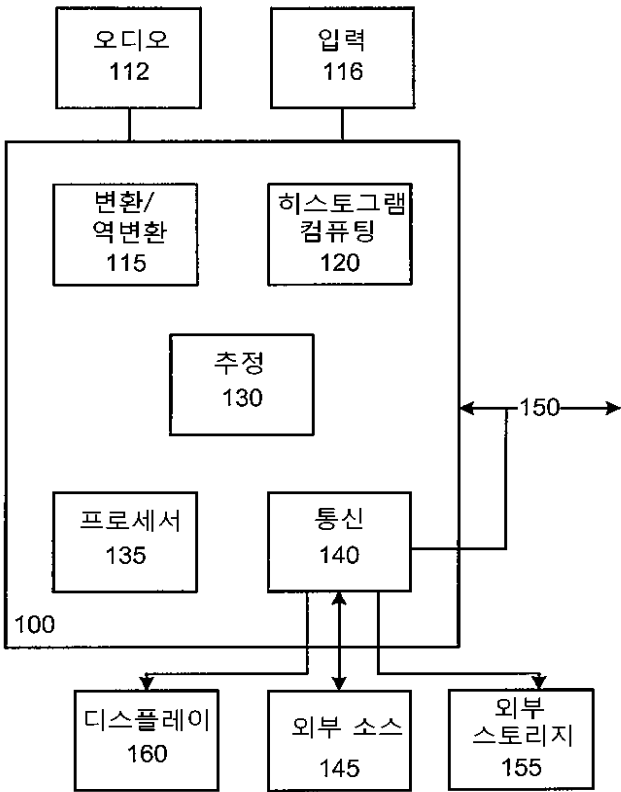 오디오
112
입력
116
변환/
역변환
115
히스토그램
컴퓨팅
120
추정
130
150
프로세서
135
통신
140
100
디스플레이
160
외부 소스
145
외부
스토리지
155